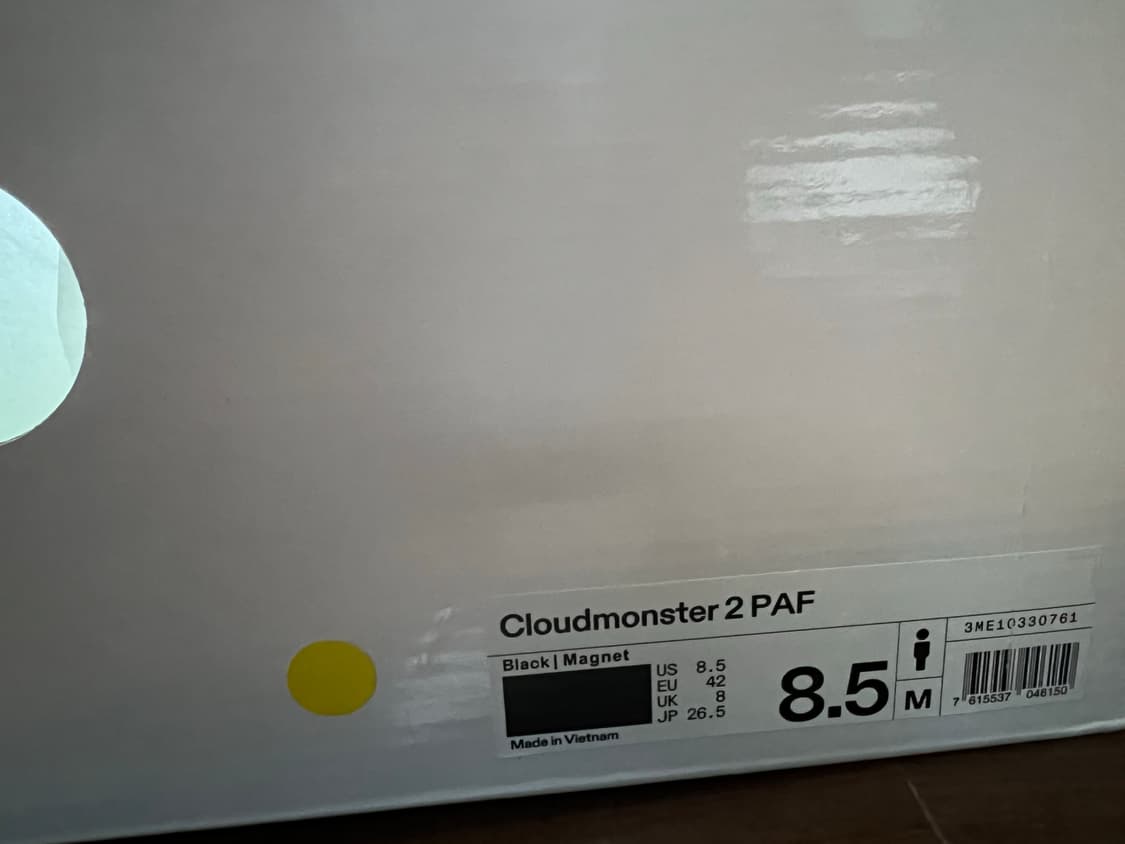 Cloudmonster 2 PAF
Black | Magnet
US 8.5
EU 42
UK 8
JP 26.5
Made in Vietnam
8.5
M
3ME10330761
7 615537 046150